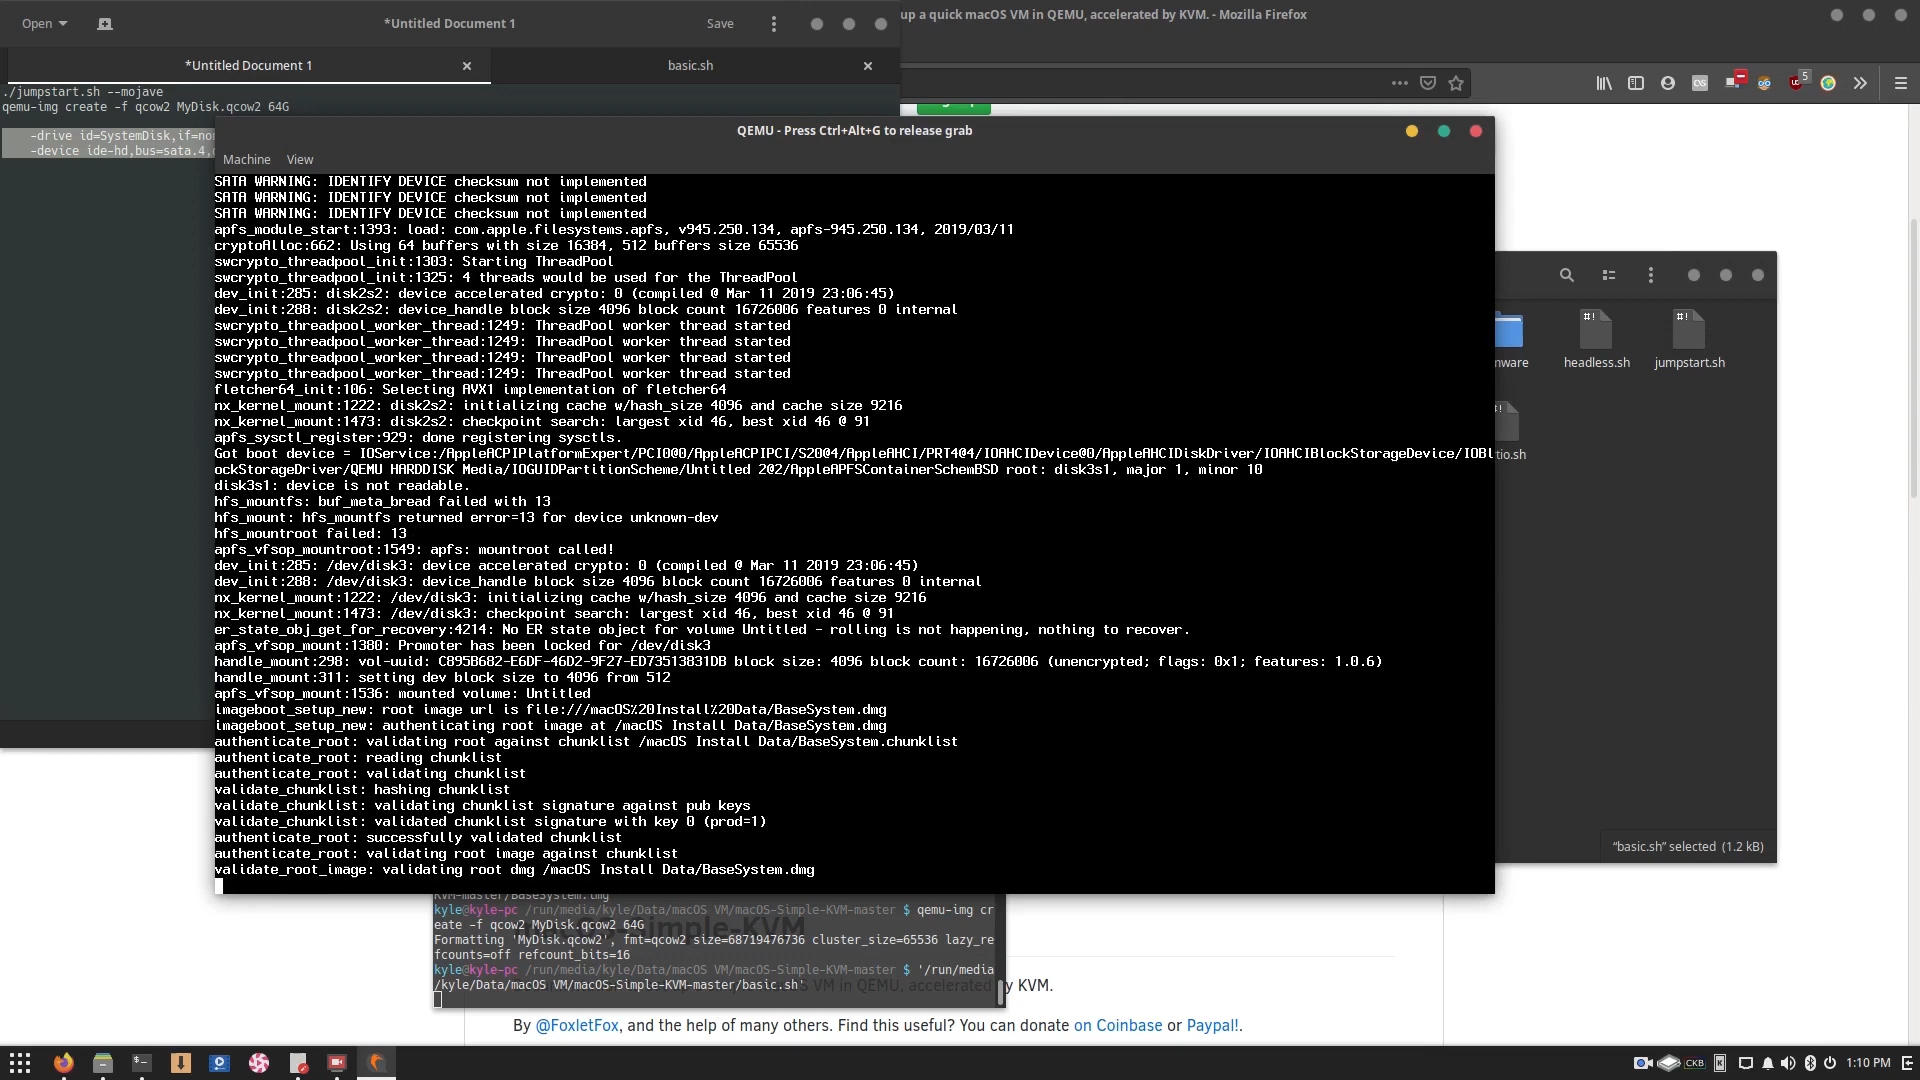 Open
*Untitled Document 1
Save
up a quick macOS VM in QEMU, accelerated by KVM. - Mozilla Firefox
*Untitled Document 1
basic.sh
5
./jumpstart.sh --mojave
qemu-img create -f qcow2 MyDisk.qcow2 64G
-drive id=SystemDisk,if=no
-device ide-hd,bus=sata.4,
QEMU - Press Ctrl+Alt+G to release grab
Machine View
SATA WARNING: IDENTIFY DEVICE checksum not implemented
SATA WARNING: IDENTIFY DEVICE checksum not implemented
SATA WARNING: IDENTIFY DEVICE checksum not implemented
apfs_module_start:1393: load: com.apple.filesystems.apfs, v945.250.134, apfs-945.250.134, 2019/03/11
cryptoAlloc:662: Using 64 buffers with size 16384, 512 buffers size 65536
swcrypto_threadpool_init:1303: Starting ThreadPool
swcrypto_threadpool_init:1325: 4 threads would be used for the ThreadPool
dev_init:285: disk2s2: device accelerated crypto: 0 (compiled @ Mar 11 2019 23:06:45)
dev_init:288: disk2s2: device_handle block size 4096 block count 16726006 features 0 internal
swcrypto_threadpool_worker_thread:1249: ThreadPool worker thread started
swcrypto_threadpool_worker_thread:1249: ThreadPool worker thread started
swcrypto_threadpool_worker_thread:1249: ThreadPool worker thread started
swcrypto_threadpool_worker_thread:1249: ThreadPool worker thread started
fletcher64_init:106: Selecting AVX1 implementation of fletcher64
nx_kernel_mount:1222: disk2s2: initializing cache w/hash_size 4096 and cache size 9216
nx_kernel_mount:1473: disk2s2: checkpoint search: largest xid 46, best xid 46 @ 91
apfs_sysctl_register:929: done registering sysctls.
Got boot device = IOService:/AppleACPIPlatformExpert/PCI0@0/AppleACPIPCI/S20@4/AppleAHCI/PRT4@4/IOAHCIDevice@0/AppleAHCIDiskDriver/IOAHCIBlockStorageDevice/IOBl
ockStorageDriver/QEMU HARDDISK Media/IOGUIDPartitionScheme/Untitled 2@2/AppleAPFSContainerSchemBSD root: disk3s1, major 1, minor 10
disk3s1: device is not readable.
hfs_mountfs: buf_meta_bread failed with 13
hfs_mount: hfs_mountfs returned error=13 for device unknown-dev
hfs_mountroot failed: 13
apfs_vfsop_mountroot:1549: apfs: mountroot called!
dev_init:285: /dev/disk3: device accelerated crypto: 0 (compiled @ Mar 11 2019 23:06:45)
dev_init:288: /dev/disk3: device_handle block size 4096 block count 16726006 features 0 internal
nx_kernel_mount:1222: /dev/disk3: initializing cache w/hash_size 4096 and cache size 9216
nx_kernel_mount:1473: /dev/disk3: checkpoint search: largest xid 46, best xid 46 @ 91
er_state_obj_get_for_recovery:4214: No ER state object for volume Untitled - rolling is not happening, nothing to recover.
apfs_vfsop_mount:1380: Promoter has been locked for /dev/disk3
handle_mount:298: vol-uuid: C895B682-E6DF-46D2-9F27-ED73513831DB block size: 4096 block count: 16726006 (unencrypted; flags: 0x1; features: 1.0.6)
handle_mount:311: setting dev block size to 4096 from 512
apfs_vfsop_mount:1536: mounted volume: Untitled
imageboot_setup_new: root image url is file:///macOS%20Install%20Data/BaseSystem.dmg
imageboot_setup_new: authenticating root image at /macOS Install Data/BaseSystem.dmg
authenticate_root: validating root against chunklist /macOS Install Data/BaseSystem.chunklist
authenticate_root: reading chunklist
authenticate_root: validating chunklist
validate_chunklist: hashing chunklist
validate_chunklist: validating chunklist signature against pub keys
validate_chunklist: validated chunklist signature with key 0 (prod=1)
authenticate_root: successfully validated chunklist
authenticate_root: validating root image against chunklist
validate_root_image: validating root dmg /macOS Install Data/BaseSystem.dmg
mware
headless.sh
jumpstart.sh
tio.sh
"basic.sh" selected (1.2 kB)
KVM-master/BaseSystem.img
kyle@kyle-pc /run/media/kyle/Data/macOS VM/macOS-Simple-KVM-master $ qemu-img cr
eate -f qcow2 MyDisk.qcow2 64G
Formatting 'MyDisk.qcow2', fmt=qcow2 size=68719476736 cluster_size=65536 lazy_re
fcounts=off refcount_bits=16
kyle@kyle-pc /run/media/kyle/Data/macOS VM/macOS-Simple-KVM-master $ '/run/media
/kyle/Data/macOS VM/macOS-Simple-KVM-master/basic.sh'
macOS-Simple-KVM
VM in QEMU, accelerated by KVM.
By @FoxletFox, and the help of many others. Find this useful? You can donate on Coinbase or Paypal!.
CKB
1:10 PM